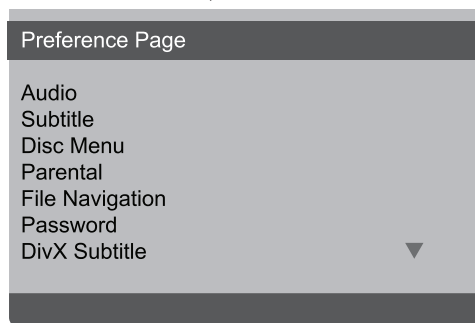 Preference Page
Audio
Subtitle
Disc Menu
Parental
File Navigation
Password
DivX Subtitle